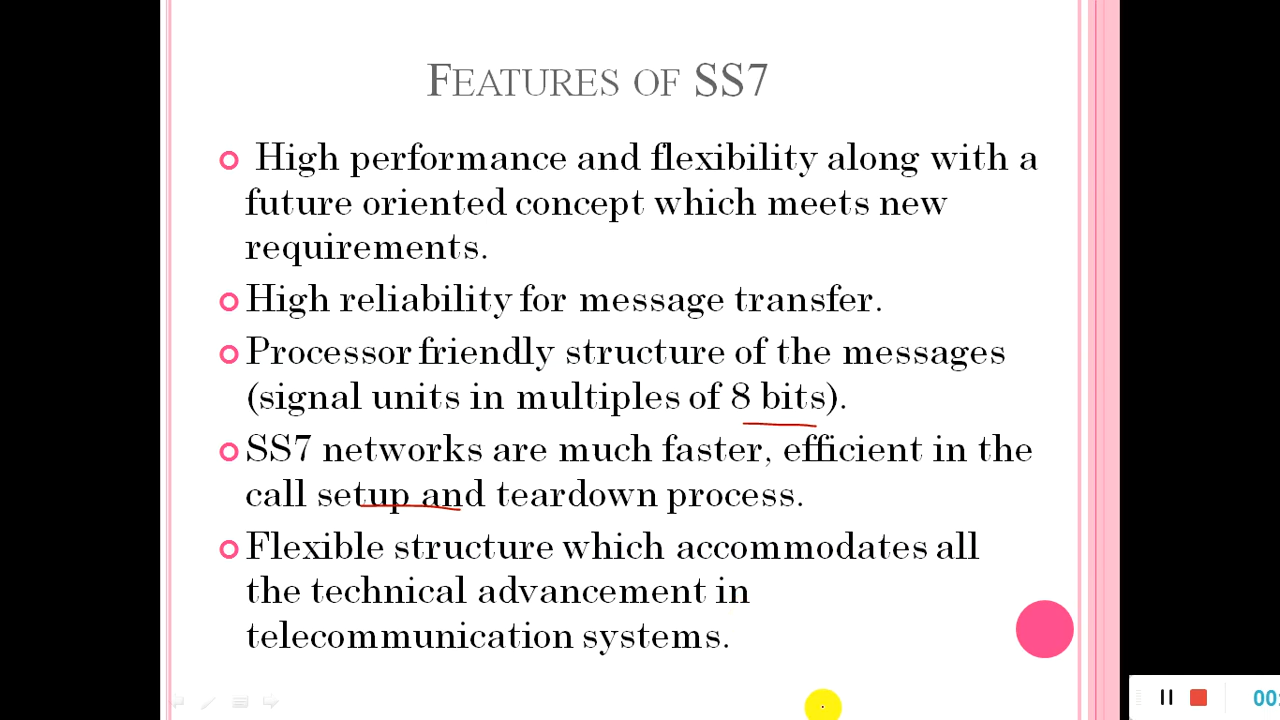 FEATURES OF SS7
High performance and flexibility along with a
future oriented concept which meets new
requirements.
High reliability for message transfer.
Processor friendly structure of the messages
(signal units in multiples of 8 bits).
SS7 networks are much faster, efficient in the
call setup and teardown process.
Flexible structure which accommodates all
the technical advancement in
telecommunication systems.
00: